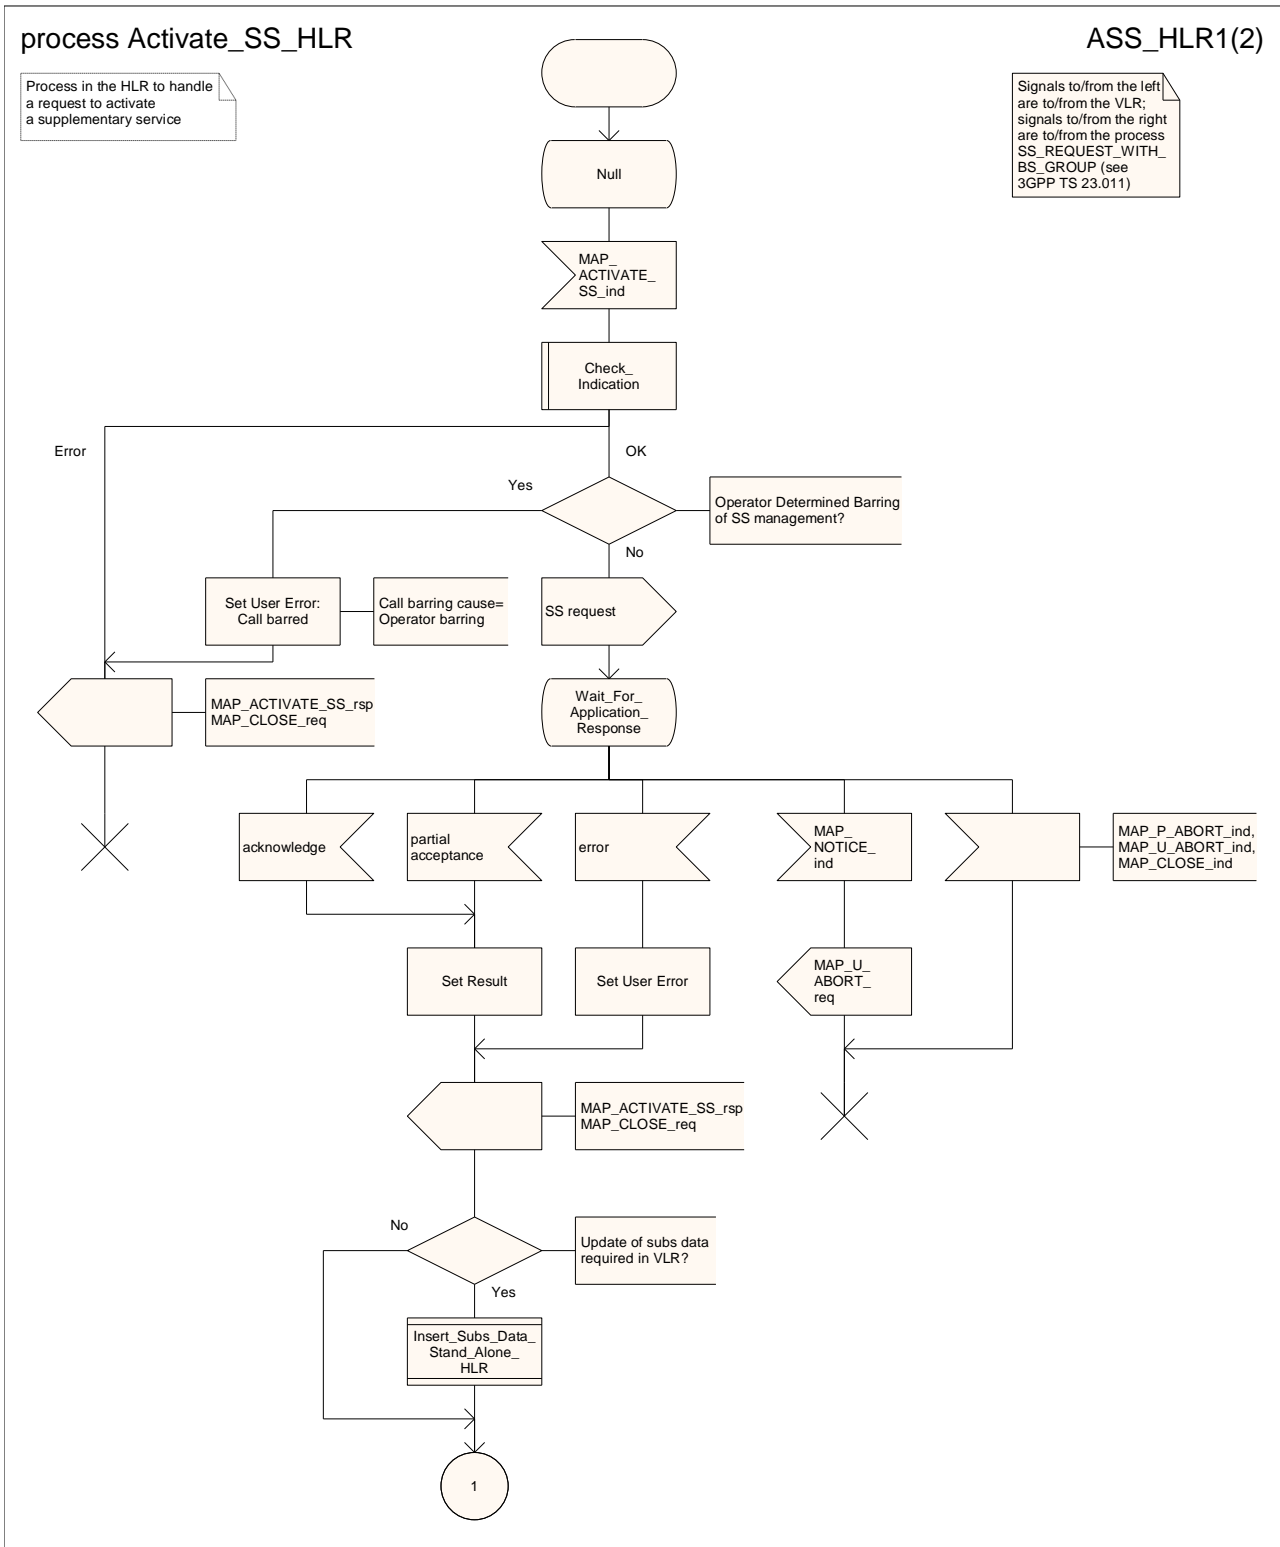 process Activate_SS_HLR
ASS_HLR1(2)
Process in the HLR to handle
a request to activate
a supplementary service
Signals to/from the left
are to/from the VLR;
signals to/from the right
are to/from the process
SS_REQUEST_WITH_
BS_GROUP (see
3GPP TS 23.011)
Null
MAP_
ACTIVATE_
SS_ind
Check_
Indication
Error
OK
Yes
Operator Determined Barring
of SS management?
No
Set User Error:
Call barred
Call barring cause=
Operator barring
SS request
MAP_ACTIVATE_SS_rsp
MAP_CLOSE_req
Wait_For_
Application_
Response
acknowledge
partial
acceptance
error
MAP_
NOTICE_
ind
MAP_P_ABORT_ind,
MAP_U_ABORT_ind,
MAP_CLOSE_ind
Set Result
Set User Error
MAP_U_
ABORT_
req
MAP_ACTIVATE_SS_rsp
MAP_CLOSE_req
No
Update of subs data
required in VLR?
Yes
Insert_Subs_Data_
Stand_Alone_
HLR
1